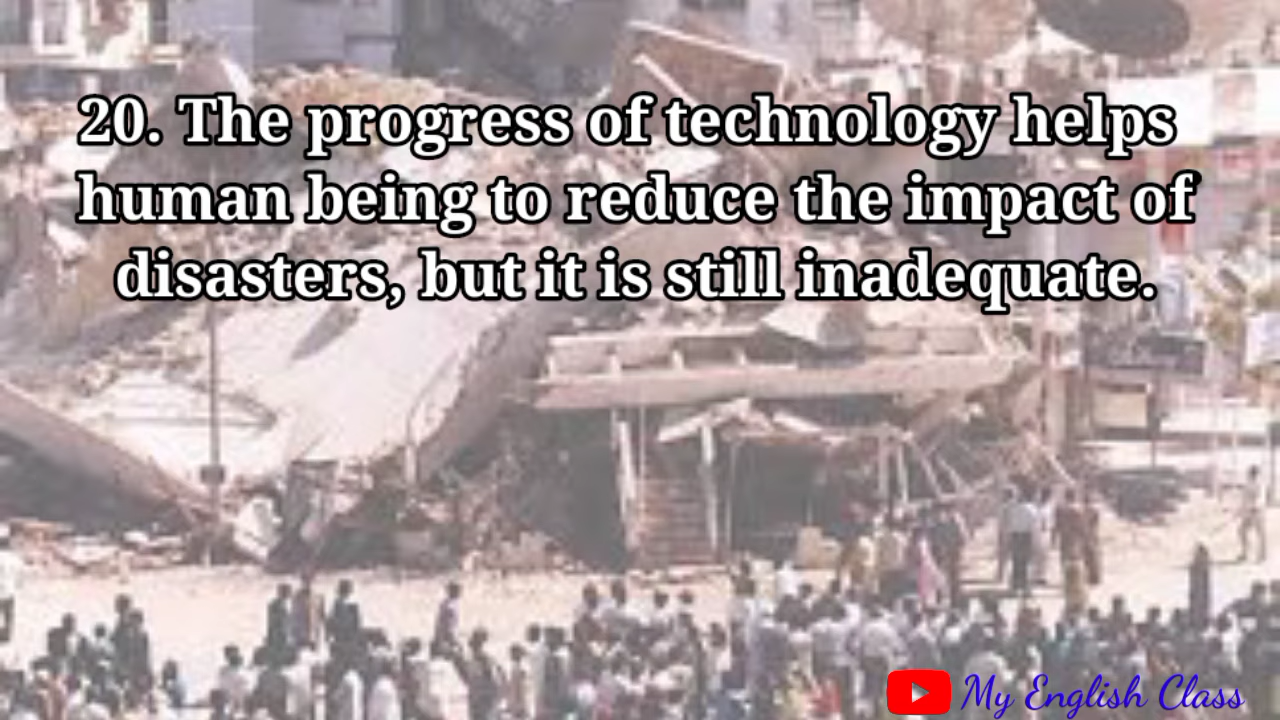 20. The progress of technology helps
human being to reduce the impact of
disasters, but it is still inadequate.
My English Class